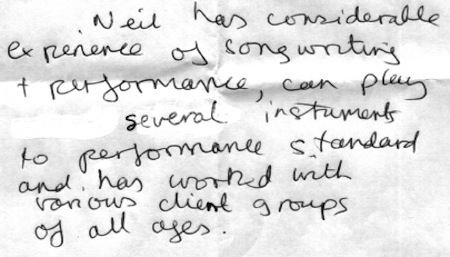 Neil has considerable
experience of songwriting
+ performance, can play
several instuments
to performance standard
and has worked with
various client groups
of all ages.